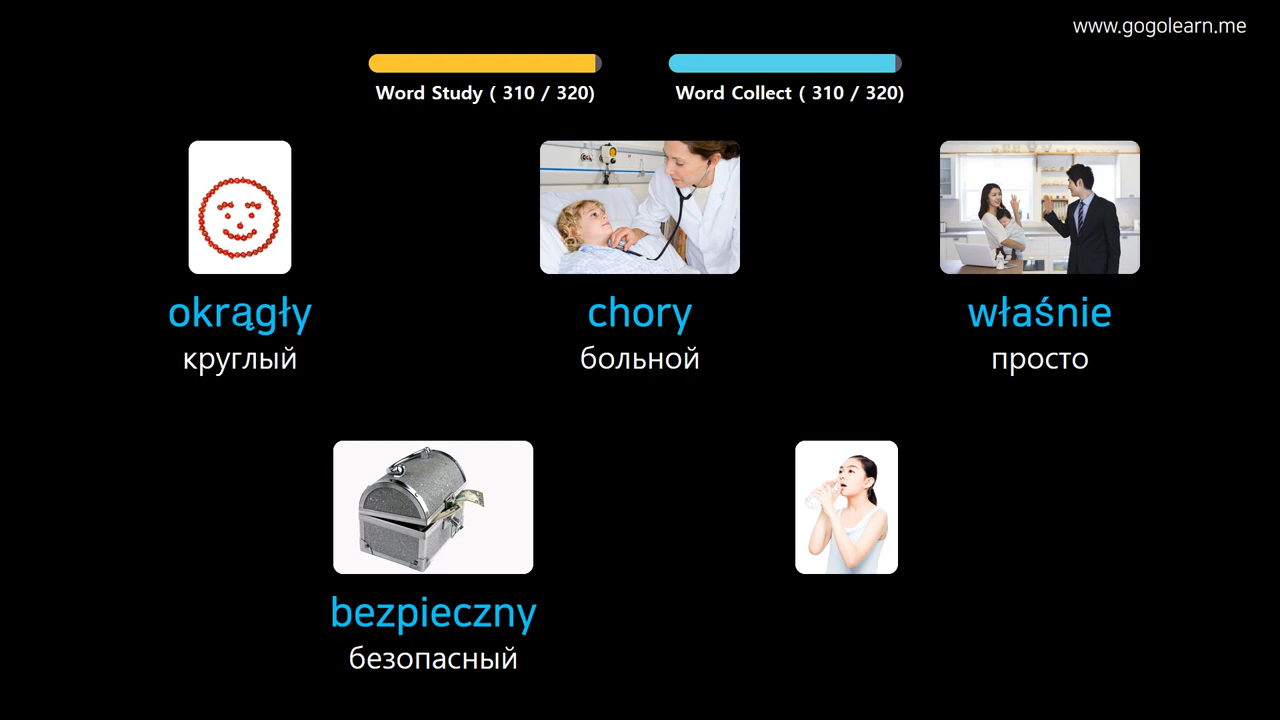 www.gogolearn.me
Word Study ( 310 / 320)
Word Collect ( 310 / 320)
okrągły
chory
właśnie
круглый
больной
просто
bezpieczny
безопасный